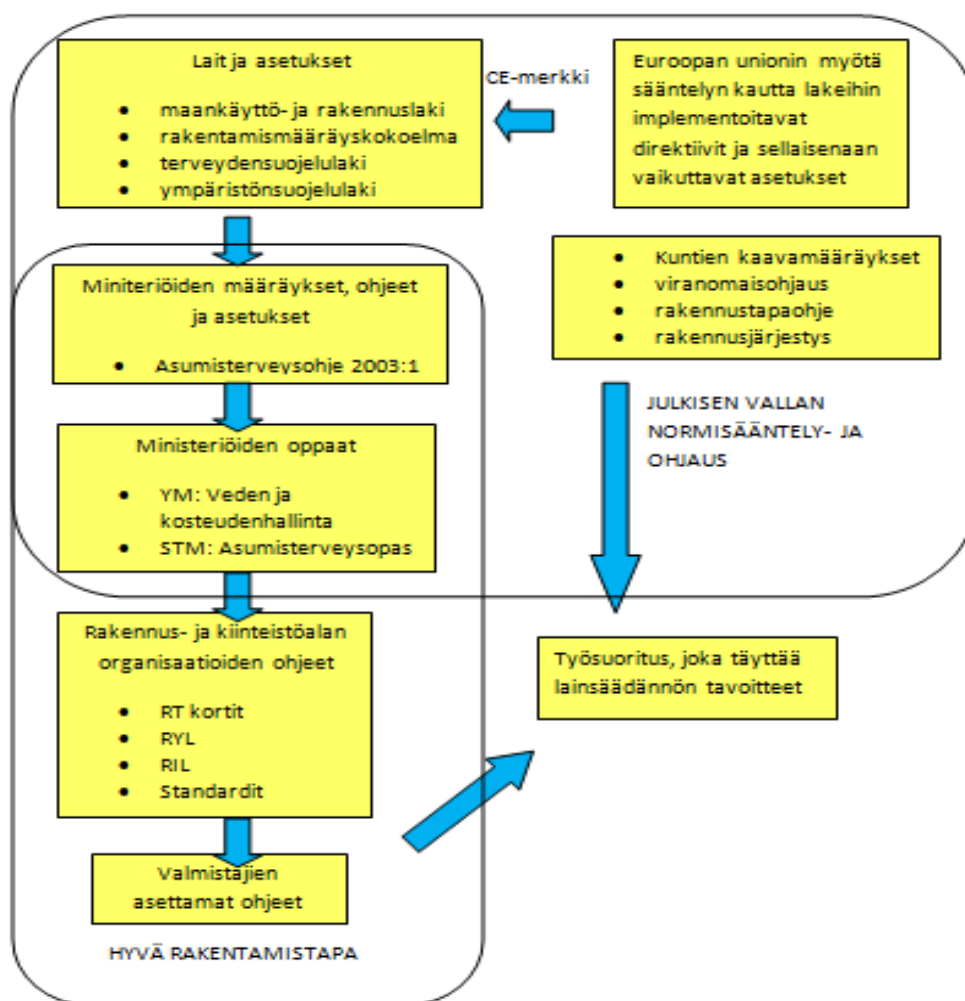 Lait ja asetukset
• maankäyttö- ja rakennuslaki
• rakentamismääräyskokoelma
• terveydensuojelulaki
• ympäristönsuojelulaki
CE-merkki
Euroopan unionin myötä
sääntelyn kautta lakeihin
implementoitavat
direktiivit ja sellaisenaan
vaikuttavat asetukset
Miniteriöiden määräykset, ohjeet
ja asetukset
• Asumisterveysohje 2003:1
• Kuntien kaavamääräykset
• viranomaisohjaus
• rakennustapaohje
• rakennusjärjestys
JULKISEN VALLAN
NORMISÄÄNTELY- JA
OHJAUS
Ministeriöiden oppaat
• YM: Veden ja
kosteudenhallinta
• STM: Asumisterveysopas
Rakennus- ja kiinteistöalan
organisaatioiden ohjeet
• RT kortit
• RYL
• RIL
• Standardit
Työsuoritus, joka täyttää
lainsäädännön tavoitteet
Valmistajien
asettamat ohjeet
HYVÄ RAKENTAMISTAPA